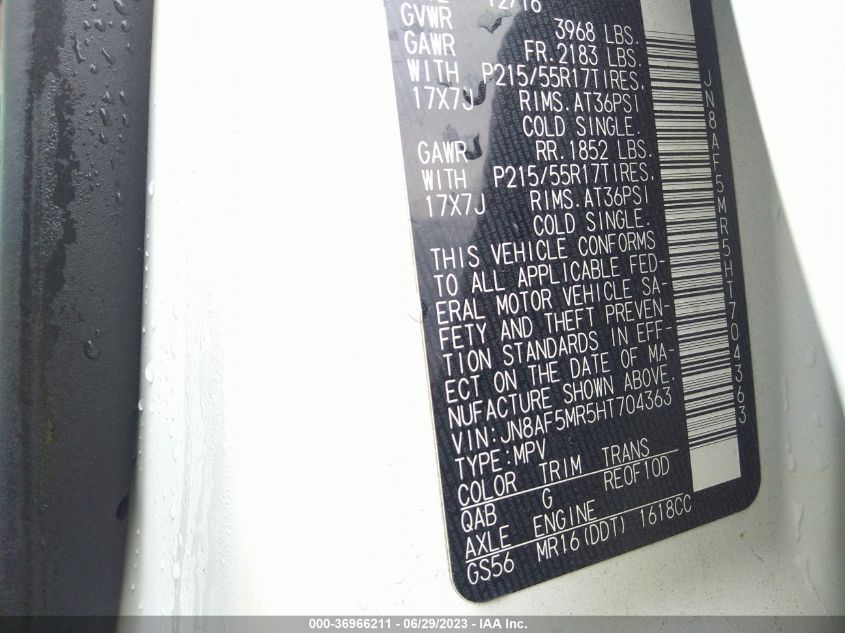 12/16
GVWR 3968 LBS.
GAWR FR.2183 LBS.
WITH P215/55R17TIRES,
17X7J RIMS.AT36PSI
COLD SINGLE.
GAWR RR.1852 LBS.
WITH P215/55R17TIRES,
17X7J RIMS.AT36PSI
COLD SINGLE.
THIS VEHICLE CONFORMS
TO ALL APPLICABLE FED-
ERAL MOTOR VEHICLE SA-
FETY AND THEFT PREVEN-
TION STANDARDS IN EFF-
ECT ON THE DATE OF MA-
NUFACTURE SHOWN ABOVE.
VIN:JN8AF5MR5HT704363
TYPE:MPV
COLOR TRIM TRANS
QAB G RE0F10D
AXLE ENGINE
GS56 MR16(DDT) 1618CC
JN8AF5MR5HT704363
000-36966211 - 06/29/2023 - IAA Inc.